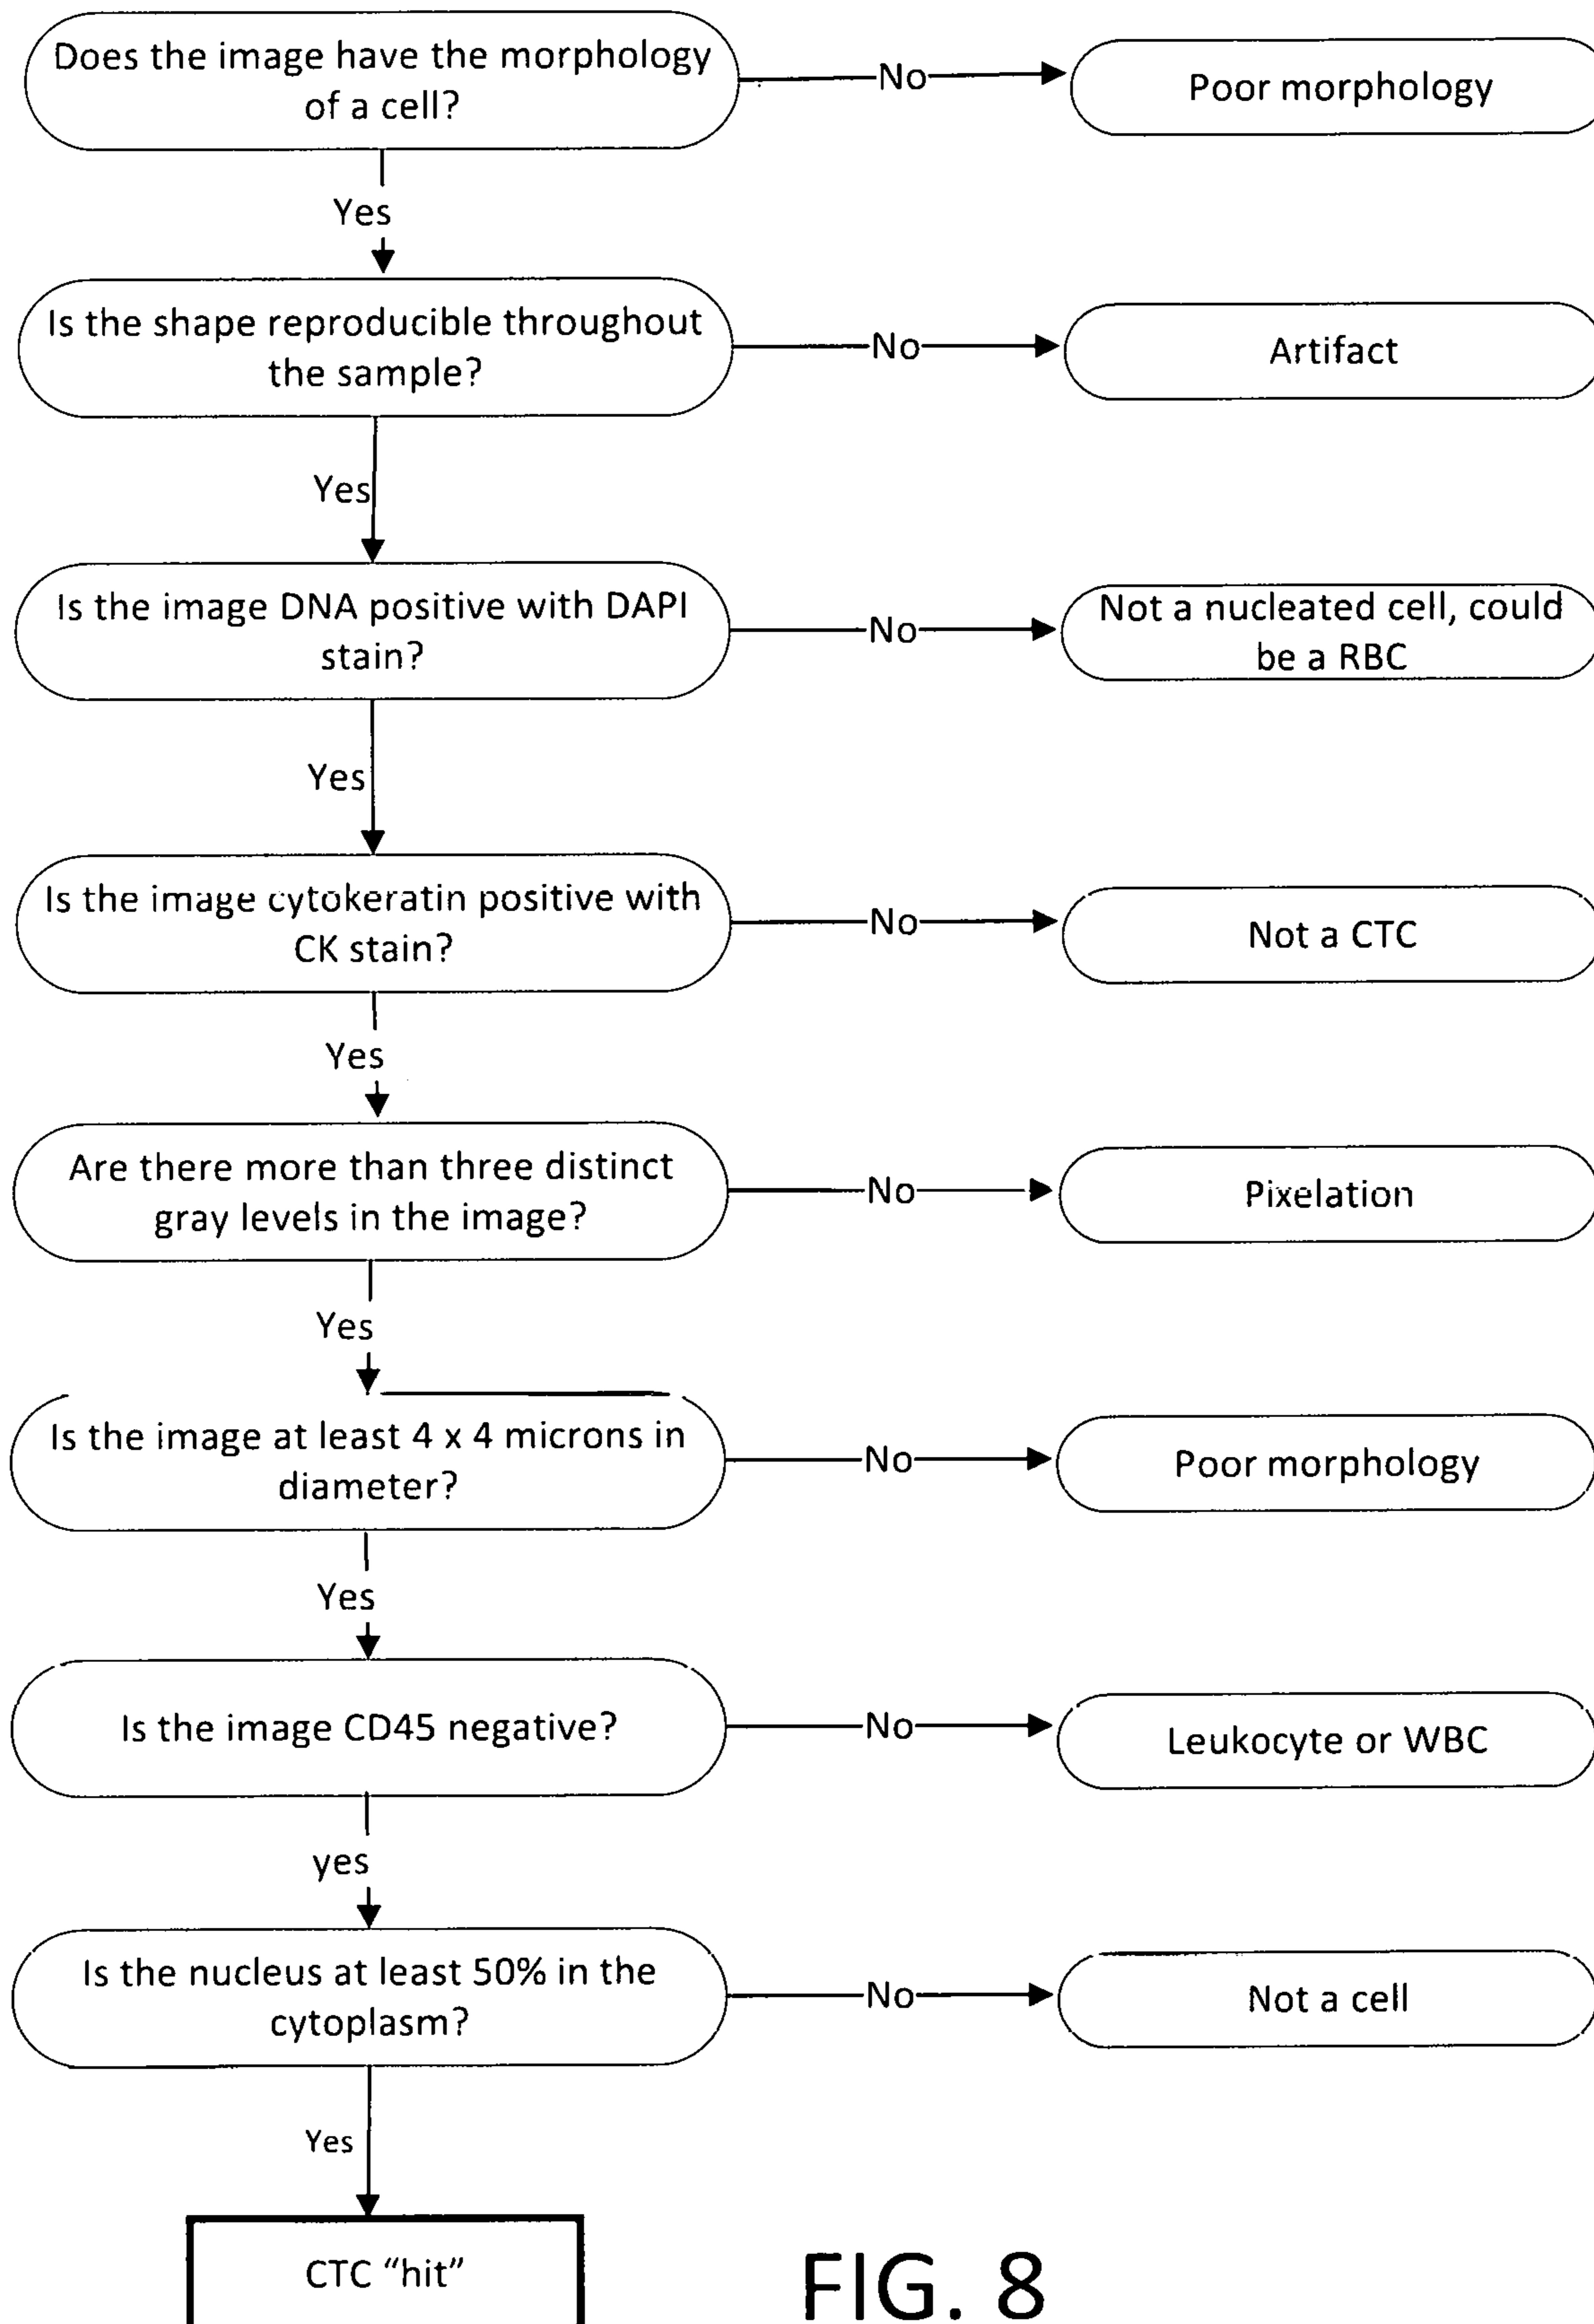 Does the image have the morphology
of a cell?
No
Poor morphology
Yes
Is the shape reproducible throughout
the sample?
No
Artifact
Yes
Is the image DNA positive with DAPI
stain?
No
Not a nucleated cell, could
be a RBC
Yes
Is the image cytokeratin positive with
CK stain?
No
Not a CTC
Yes
Are there more than three distinct
gray levels in the image?
No
Pixelation
Yes
Is the image at least 4 x 4 microns in
diameter?
No
Poor morphology
Yes
Is the image CD45 negative?
No
Leukocyte or WBC
yes
Is the nucleus at least 50% in the
cytoplasm?
No
Not a cell
Yes
CTC “hit”
FIG. 8